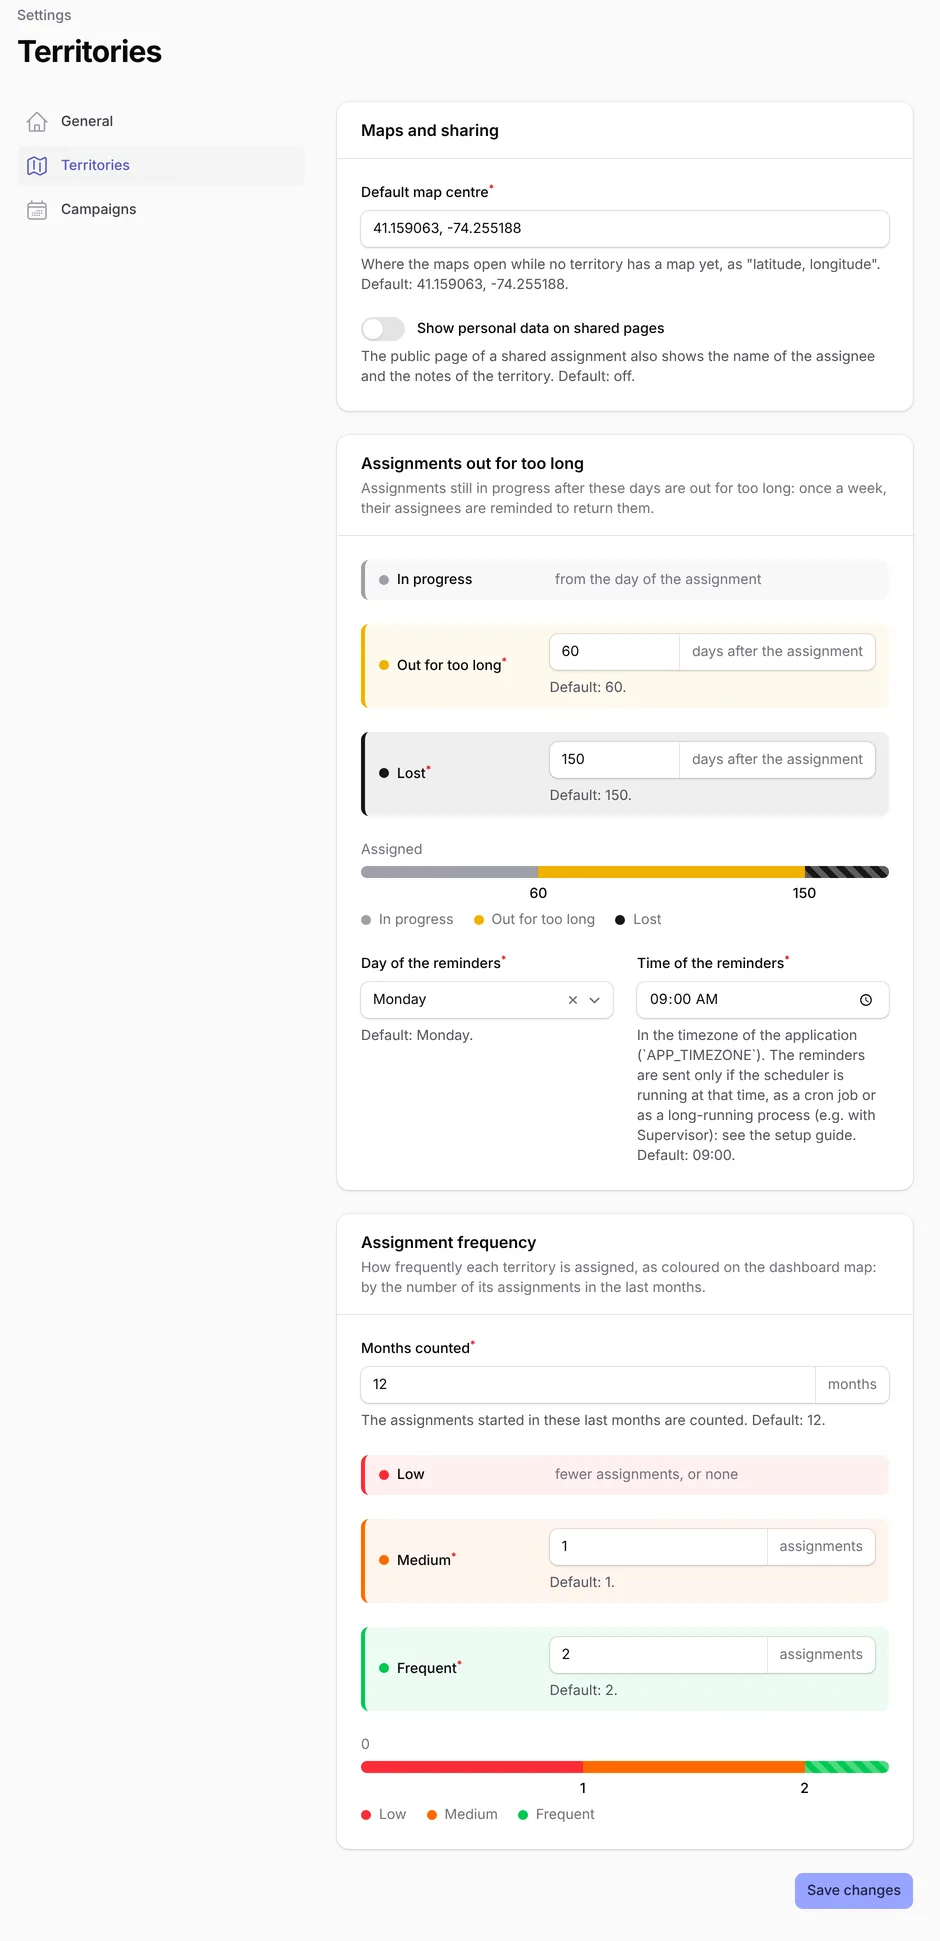 Settings
Territories
General
Territories
Campaigns
Maps and sharing
Default map centre*
41.159063, -74.255188
Where the maps open while no territory has a map yet, as "latitude, longitude".
Default: 41.159063, -74.255188.
Show personal data on shared pages
The public page of a shared assignment also shows the name of the assignee
and the notes of the territory. Default: off.
Assignments out for too long
Assignments still in progress after these days are out for too long: once a week,
their assignees are reminded to return them.
In progress from the day of the assignment
Out for too long* 60 days after the assignment
Default: 60.
Lost* 150 days after the assignment
Default: 150.
Assigned
60 150
In progress Out for too long Lost
Day of the reminders*
Monday
Default: Monday.
Time of the reminders*
09:00 AM
In the timezone of the application
(`APP_TIMEZONE`). The reminders
are sent only if the scheduler is
running at that time, as a cron job or
as a long-running process (e.g. with
Supervisor): see the setup guide.
Default: 09:00.
Assignment frequency
How frequently each territory is assigned, as coloured on the dashboard map:
by the number of its assignments in the last months.
Months counted*
12 months
The assignments started in these last months are counted. Default: 12.
Low fewer assignments, or none
Medium* 1 assignments
Default: 1.
Frequent* 2 assignments
Default: 2.
0
1 2
Low Medium Frequent
Save changes